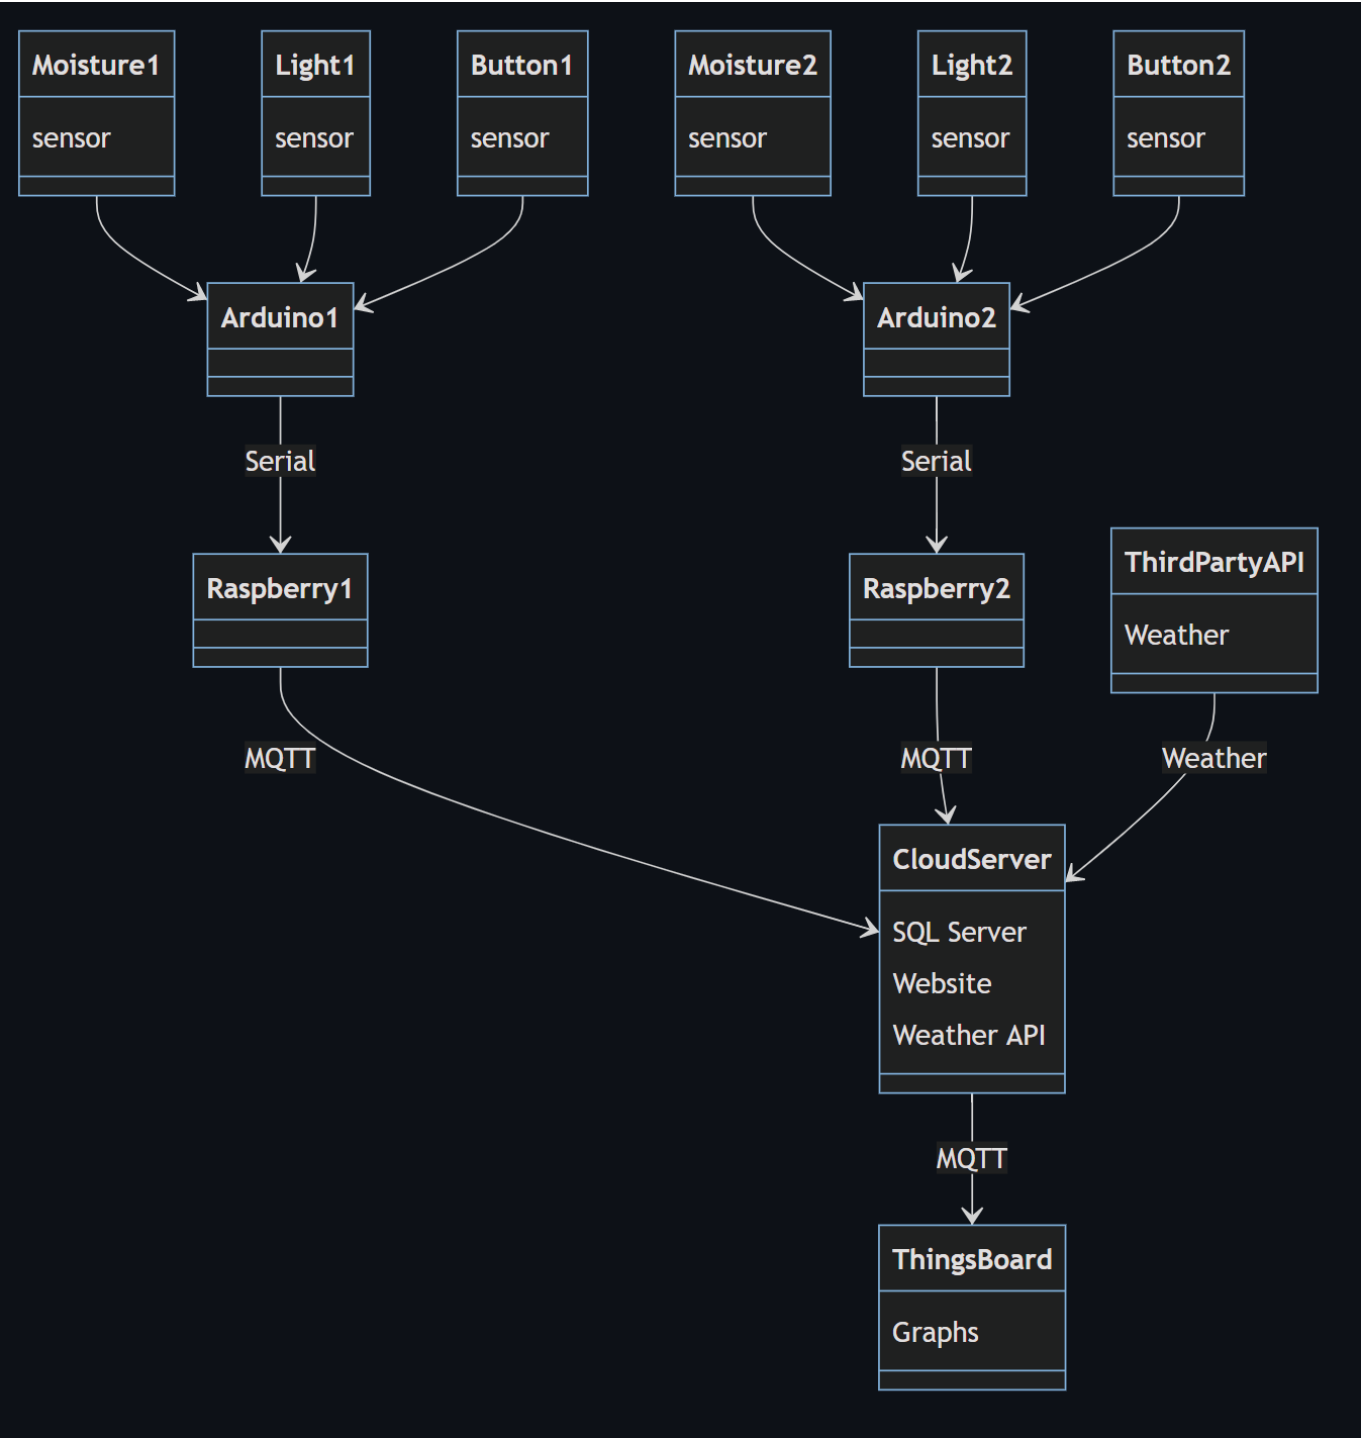 Moisture1
sensor
Light1
sensor
Button1
sensor
Moisture2
sensor
Light2
sensor
Button2
sensor
Arduino1
Arduino2
Serial
Serial
Raspberry1
Raspberry2
ThirdPartyAPI
Weather
MQTT
MQTT
Weather
CloudServer
SQL Server
Website
Weather API
MQTT
ThingsBoard
Graphs